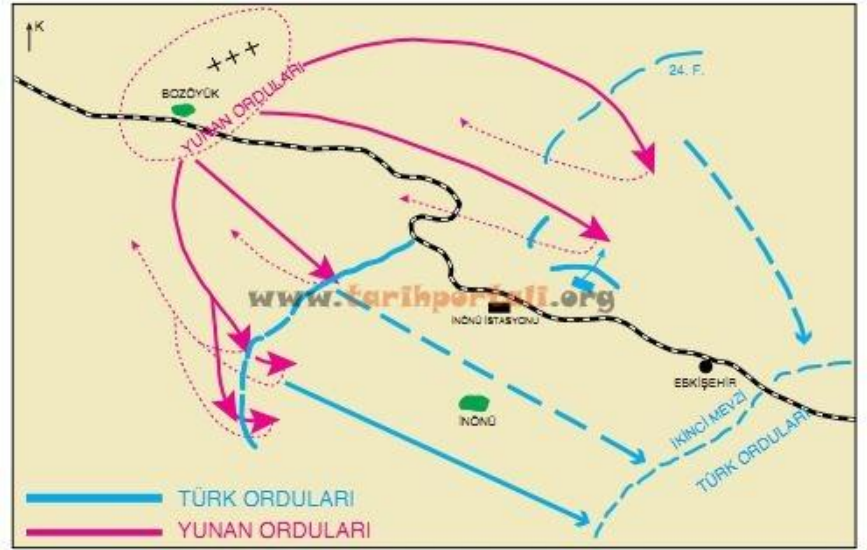 K
24. F.
BOZÖYÜK
YUNAN ORDULARI
www.tarihportali.org
İNÖNÜ İSTASYONU
ESKİŞEHİR
İNÖNÜ
İKİNCİ MEVZİ
TÜRK ORDULARI
TÜRK ORDULARI
YUNAN ORDULARI